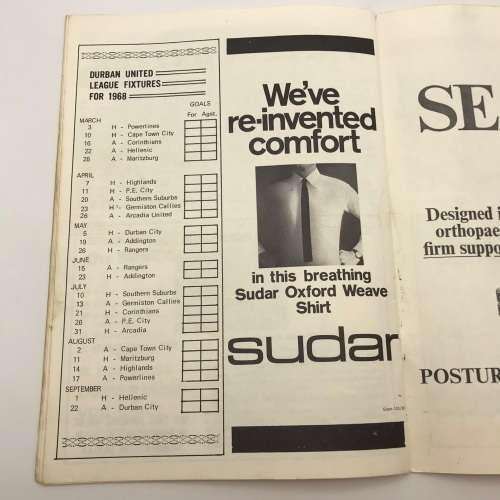 DURBAN UNITED
LEAGUE FIXTURES
FOR 1968
GOALS
For Agst.
MARCH
3 H - Powerlines
10 H - Cape Town City
16 A - Corinthians
22 A - Hellenic
28 A - Maritzburg
APRIL
7 H - Highlands
11 H - P.E. City
20 A - Southern Suburbs
23 H - Germiston Callies
26 A - Arcadia United
MAY
5 H - Durban City
19 A - Addington
26 H - Rangers
JUNE
15 A - Rangers
23 H - Addington
JULY
10 H - Southern Suburbs
13 A - Germiston Callies
21 H - Corinthians
26 A - P.E. City
31 H - Arcadia
AUGUST
2 A - Cape Town City
11 H - Maritzburg
14 A - Highlands
17 A - Powerlines
SEPTEMBER
1 H - Hellenic
22 A - Durban City
We've
re-invented
comfort
in this breathing
Sudar Oxford Weave
Shirt
sudar
SE
Designed i
orthopae
firm suppo
POSTUR